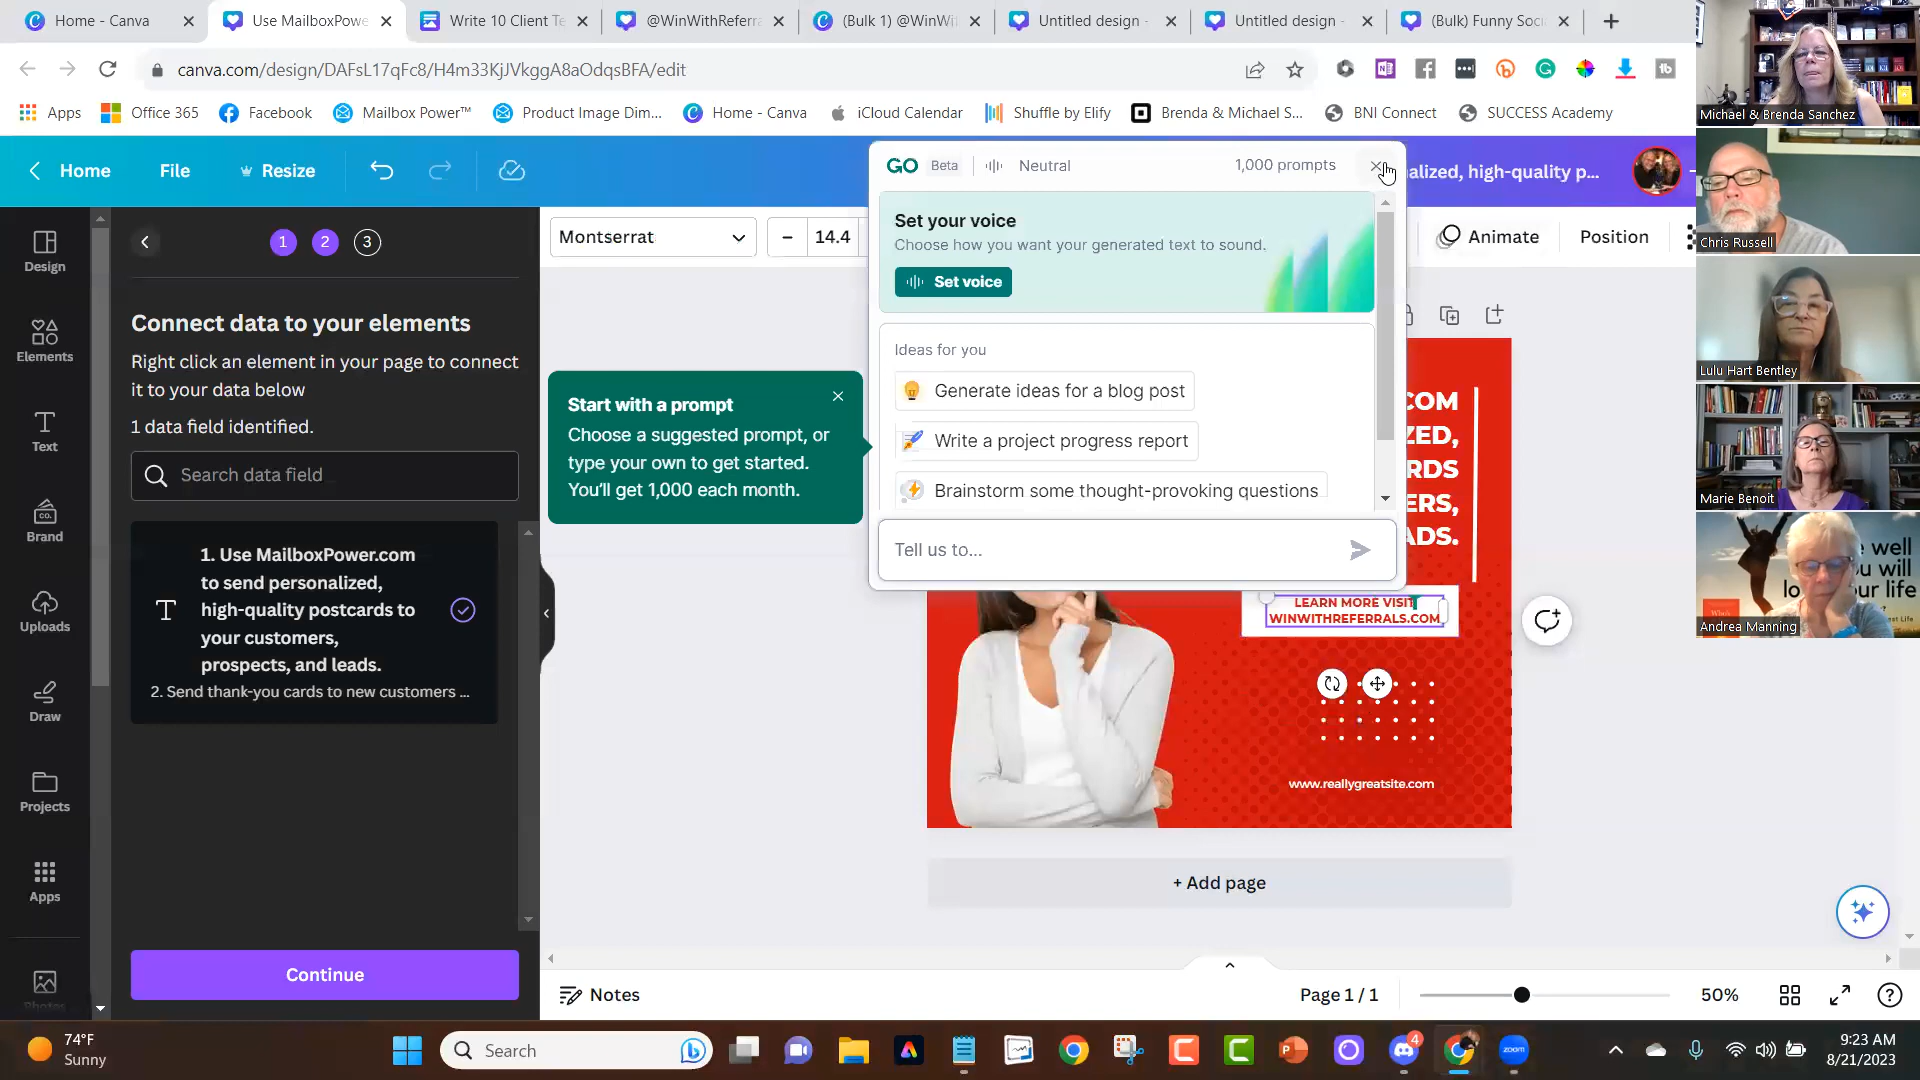 Home - Canva
Use MailboxPowe
Write 10 Client Te
@WinWithReferra
(Bulk 1) @WinWi
Untitled design -
Untitled design -
(Bulk) Funny Soci
canva.com/design/DAFsL17qFc8/H4m33KjJVkggA8aOdqsBFA/edit
Apps
Office 365
Facebook
Mailbox Power™
Product Image Dim...
Home - Canva
iCloud Calendar
Shuffle by Elify
Brenda & Michael S...
BNI Connect
SUCCESS Academy
Home
File
Resize
alized, high-quality p...
GO
Beta
Neutral
1,000 prompts
Set your voice
Choose how you want your generated text to sound.
Set voice
Ideas for you
Generate ideas for a blog post
Write a project progress report
Brainstorm some thought-provoking questions
Tell us to...
Start with a prompt
Choose a suggested prompt, or
type your own to get started.
You'll get 1,000 each month.
Design
Elements
Text
Brand
Uploads
Draw
Projects
Apps
Photos
1
2
3
Connect data to your elements
Right click an element in your page to connect
it to your data below
1 data field identified.
Search data field
1. Use MailboxPower.com
to send personalized,
high-quality postcards to
your customers,
prospects, and leads.
2. Send thank-you cards to new customers ...
Continue
Montserrat
– 14.4
Animate
Position
COM
ZED,
RDS
ERS,
ADS.
LEARN MORE VISIT
WINWITHREFERRALS.COM
www.reallygreatsite.com
+ Add page
Notes
Page 1 / 1
50%
Michael & Brenda Sanchez
Chris Russell
Lulu Hart Bentley
Marie Benoit
e well
u will
lo
ur life
Andrea Manning
74°F
Sunny
Search
4
zoom
9:23 AM
8/21/2023